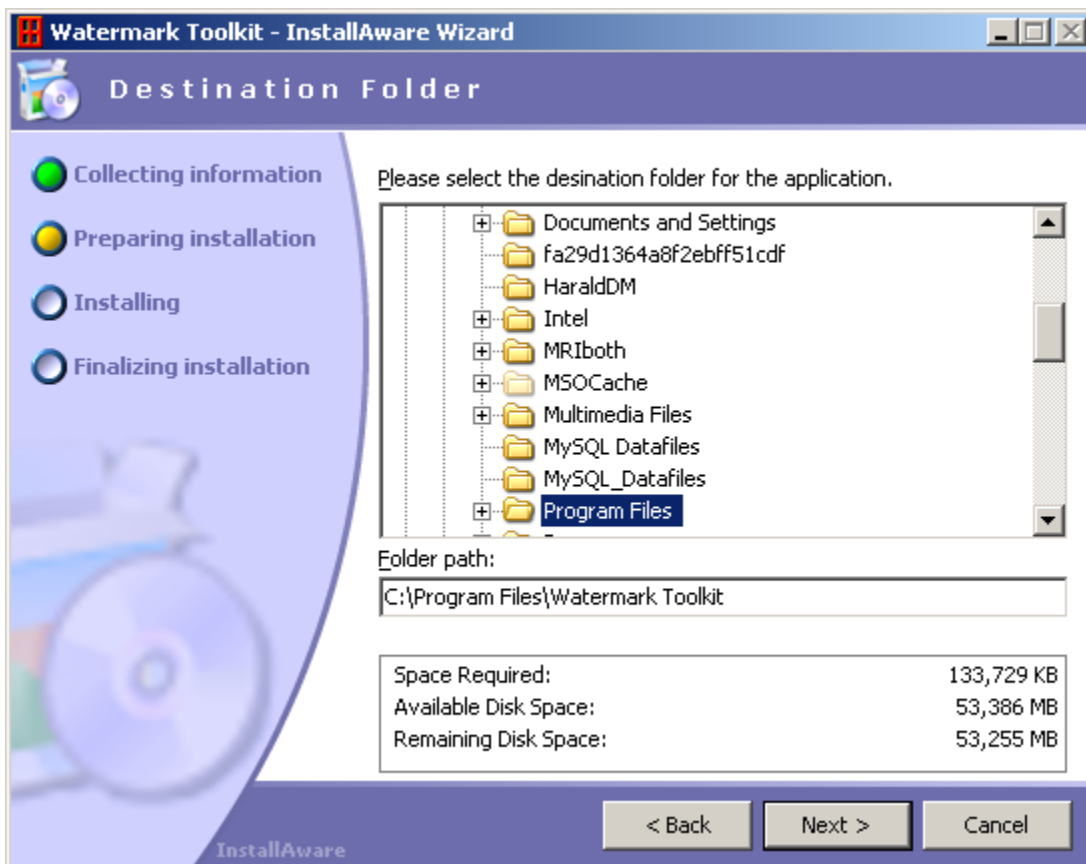 Watermark Toolkit - InstallAware Wizard
Destination Folder
Collecting information
Preparing installation
Installing
Finalizing installation
Please select the desination folder for the application.
Documents and Settings
fa29d1364a8f2ebff51cdf
HaraldDM
Intel
MRIboth
MSOCache
Multimedia Files
MySQL Datafiles
MySQL_Datafiles
Program Files
Folder path:
C:\Program Files\Watermark Toolkit
Space Required: 133,729 KB
Available Disk Space: 53,386 MB
Remaining Disk Space: 53,255 MB
< Back Next > Cancel
InstallAware